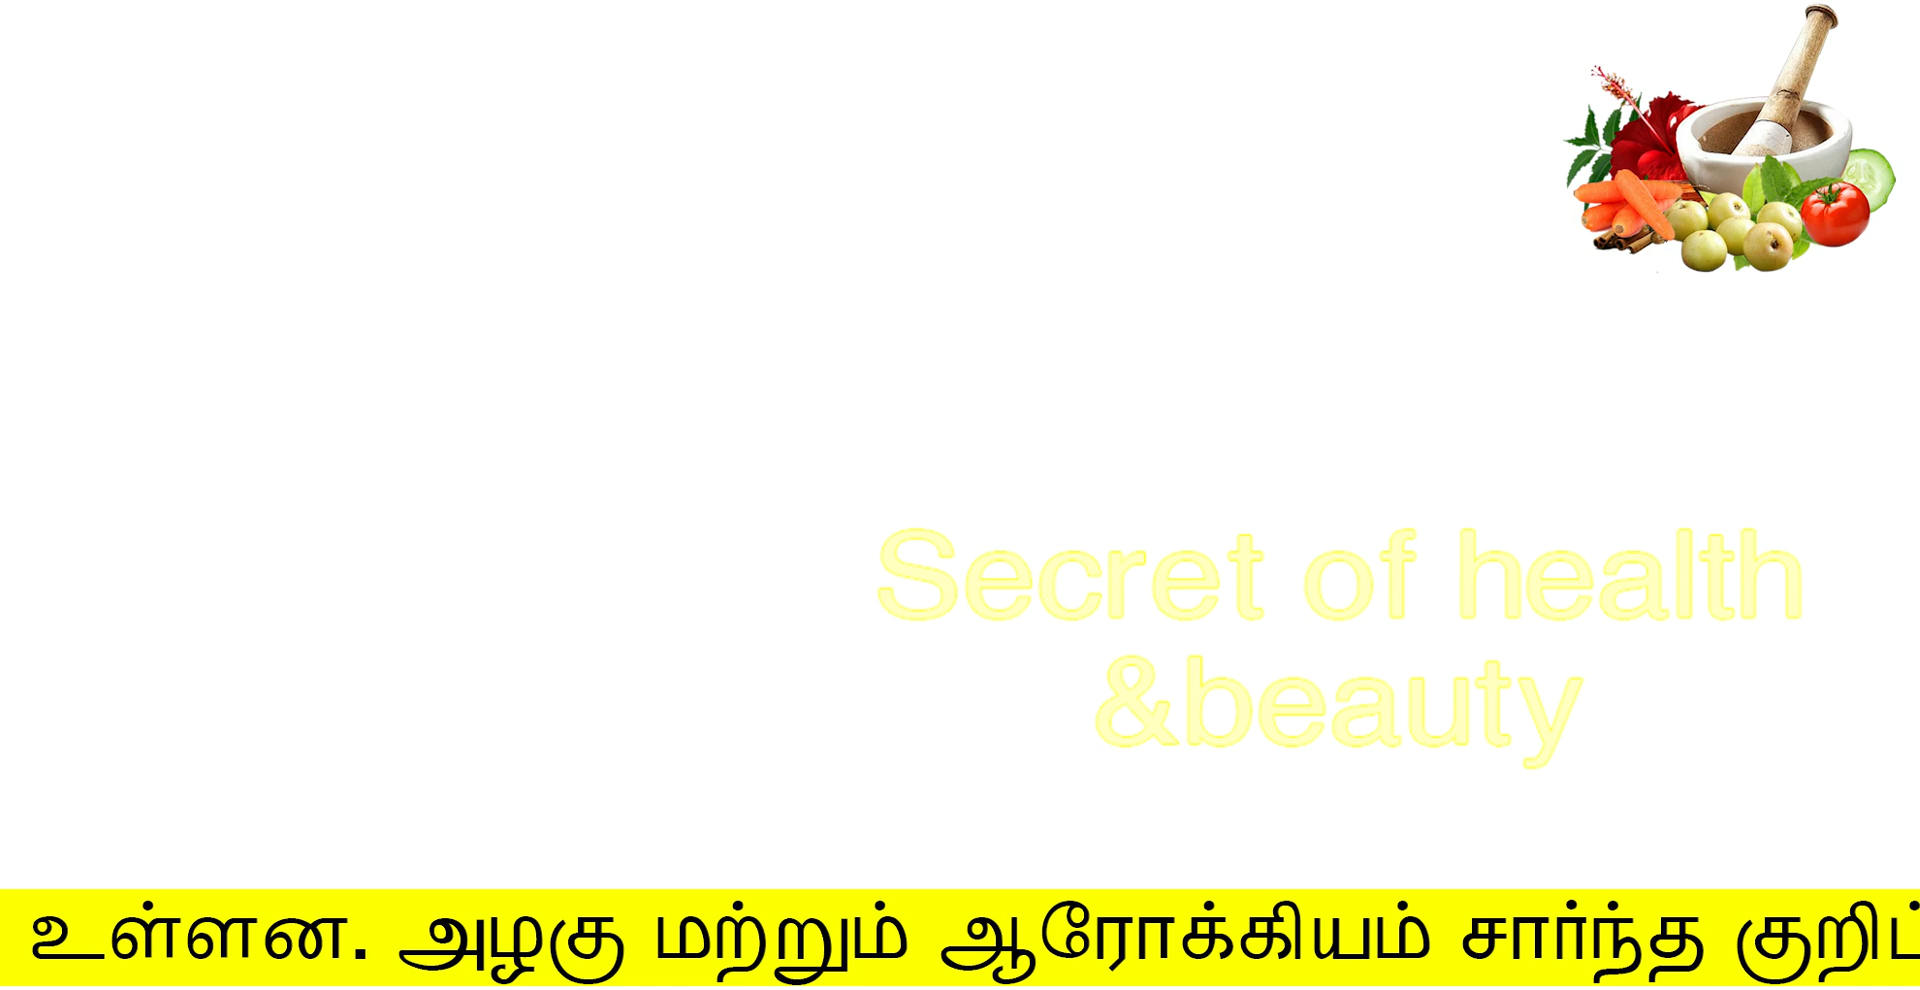 Secret of health
&beauty
உள்ளன. அழகு மற்றும் ஆரோக்கியம் சார்ந்த